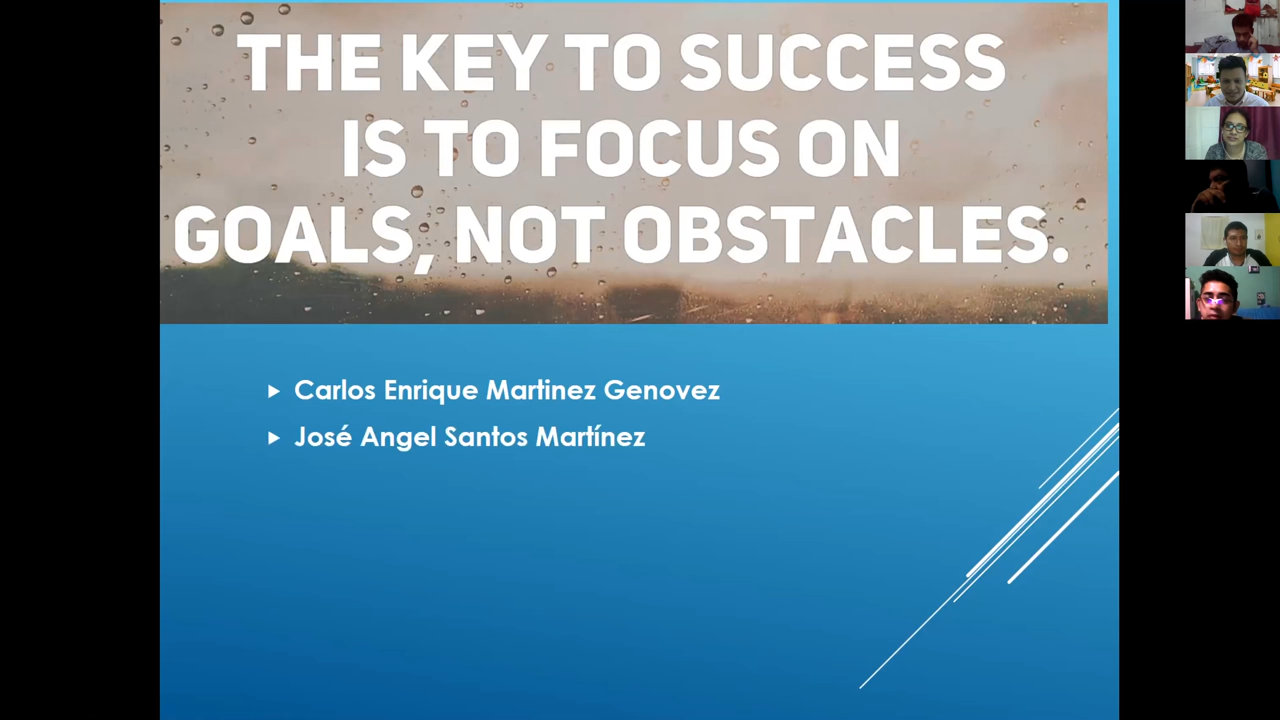 THE KEY TO SUCCESS
IS TO FOCUS ON
GOALS, NOT OBSTACLES.
Carlos Enrique Martinez Genovez
José Angel Santos Martínez